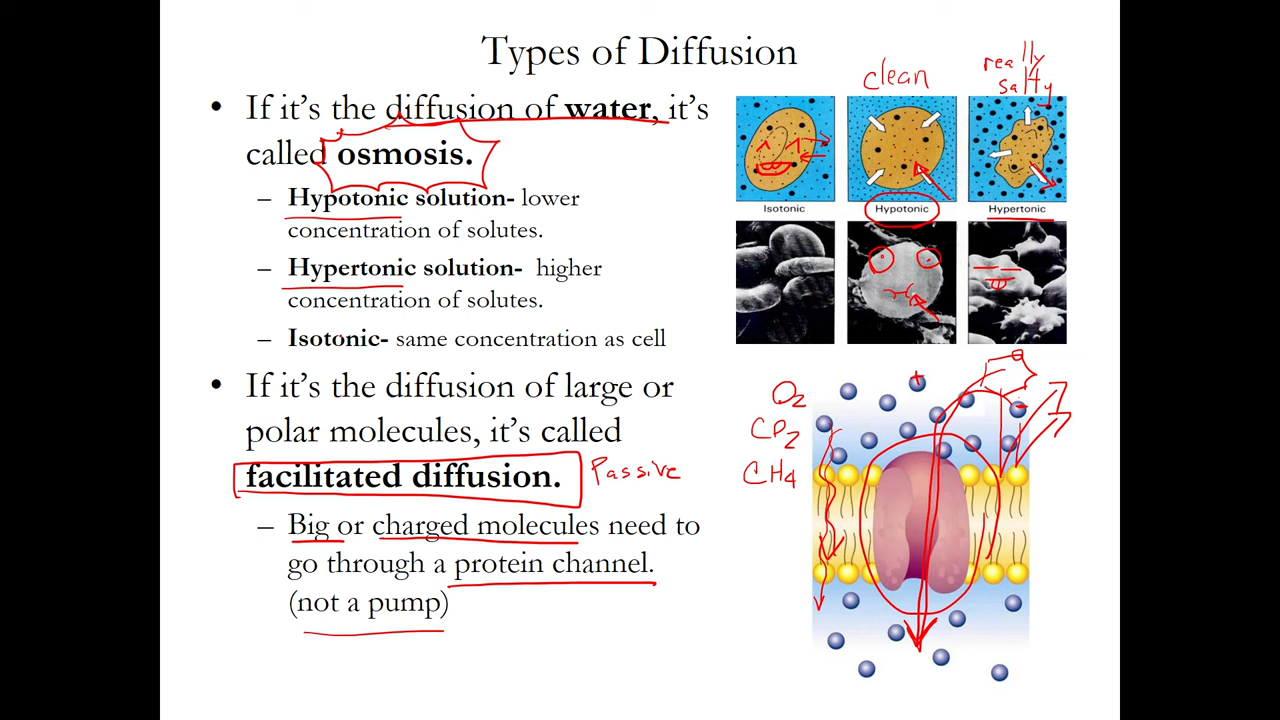 Types of Diffusion
• If it's the diffusion of water, it's
called osmosis.
– Hypotonic solution- lower
concentration of solutes.
– Hypertonic solution- higher
concentration of solutes.
– Isotonic- same concentration as cell
• If it's the diffusion of large or
polar molecules, it's called
facilitated diffusion.
Passive
– Big or charged molecules need to
go through a protein channel.
(not a pump)
clean
really
salty
Isotonic
Hypotonic
Hypertonic
O2
CO2
CH4
+
-